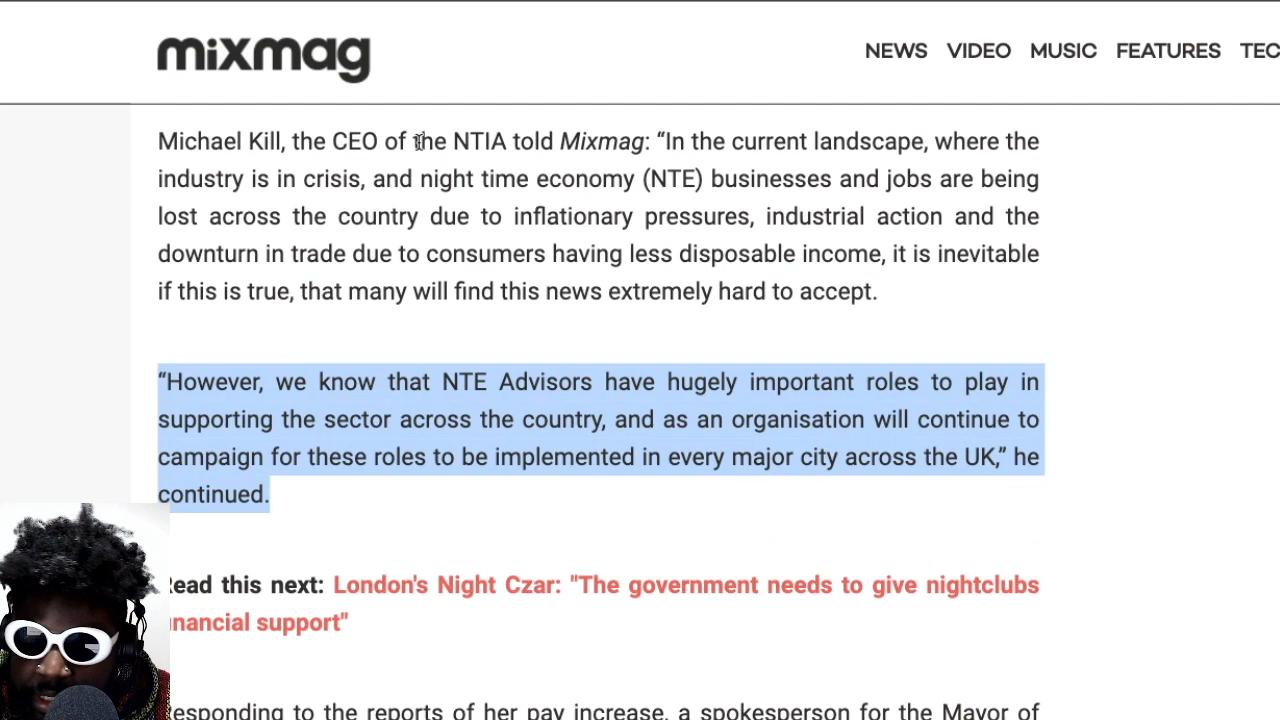 mixmag
NEWS VIDEO MUSIC FEATURES TEC
Michael Kill, the CEO of the NTIA told Mixmag: “In the current landscape, where the
industry is in crisis, and night time economy (NTE) businesses and jobs are being
lost across the country due to inflationary pressures, industrial action and the
downturn in trade due to consumers having less disposable income, it is inevitable
if this is true, that many will find this news extremely hard to accept.
“However, we know that NTE Advisors have hugely important roles to play in
supporting the sector across the country, and as an organisation will continue to
campaign for these roles to be implemented in every major city across the UK,” he
continued.
Read this next: London's Night Czar: "The government needs to give nightclubs
financial support"
Responding to the reports of her pay increase, a spokesperson for the Mayor of